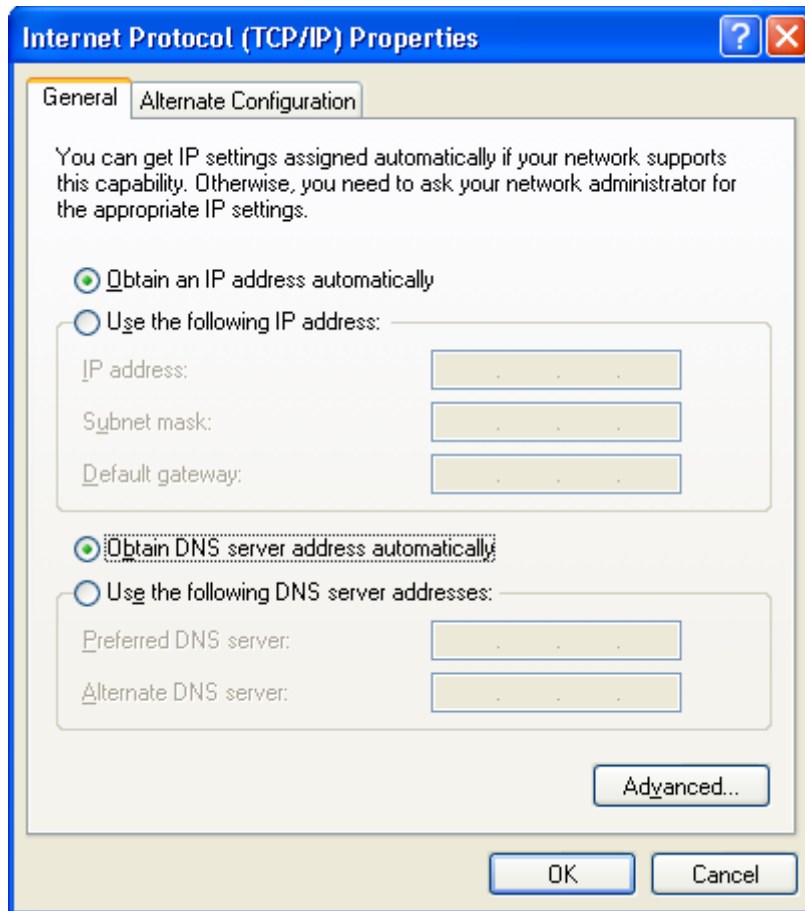 Internet Protocol (TCP/IP) Properties
General
Alternate Configuration
You can get IP settings assigned automatically if your network supports
this capability. Otherwise, you need to ask your network administrator for
the appropriate IP settings.
Obtain an IP address automatically
Use the following IP address:
IP address:
Subnet mask:
Default gateway:
Obtain DNS server address automatically
Use the following DNS server addresses:
Preferred DNS server:
Alternate DNS server:
Advanced...
OK
Cancel